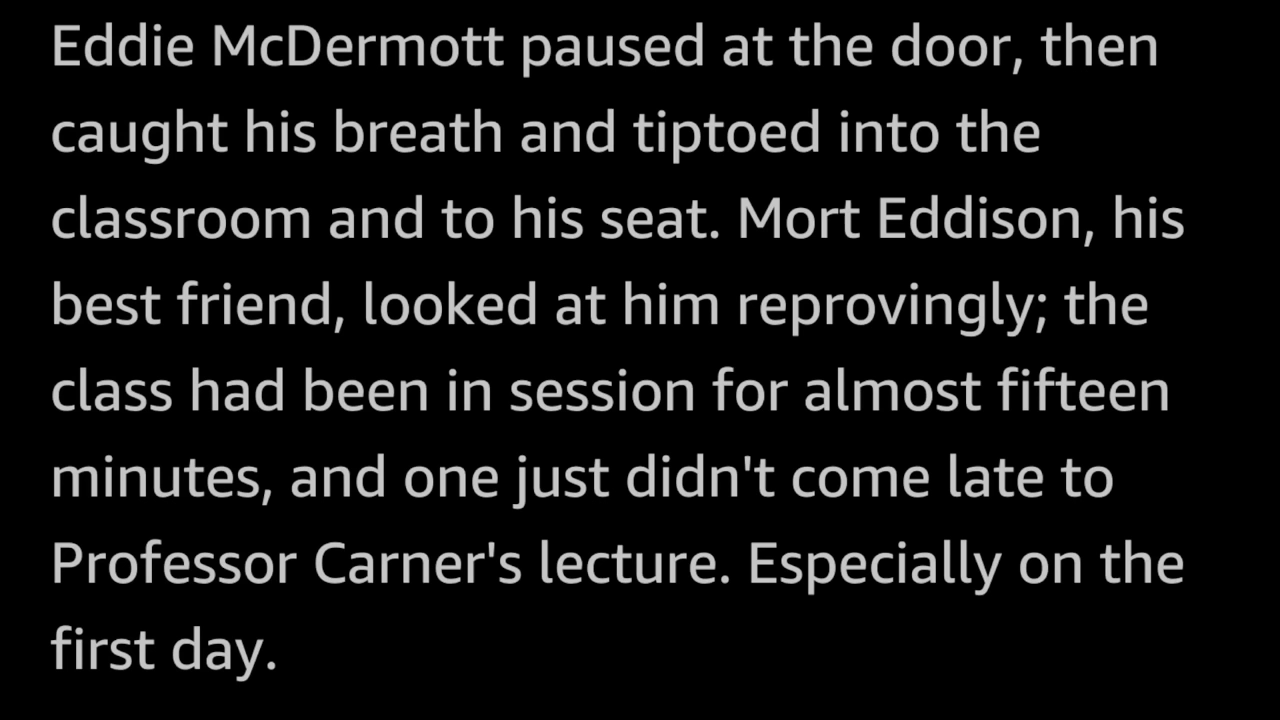 Eddie McDermott paused at the door, then
caught his breath and tiptoed into the
classroom and to his seat. Mort Eddison, his
best friend, looked at him reprovingly; the
class had been in session for almost fifteen
minutes, and one just didn't come late to
Professor Carner's lecture. Especially on the
first day.